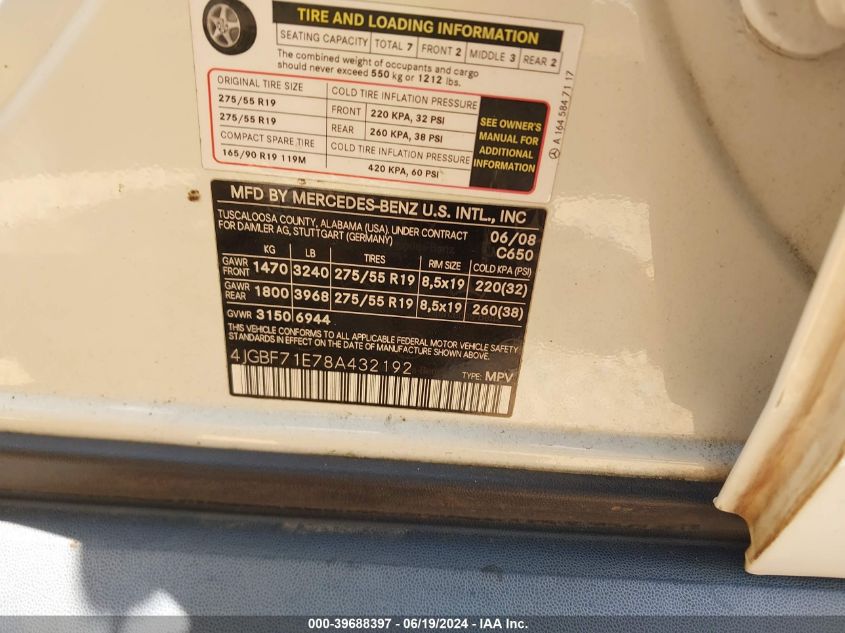 TIRE AND LOADING INFORMATION
SEATING CAPACITY TOTAL 7 FRONT 2 MIDDLE 3 REAR 2
The combined weight of occupants and cargo
should never exceed 550 kg or 1212 lbs.
ORIGINAL TIRE SIZE COLD TIRE INFLATION PRESSURE
275/55 R19 FRONT 220 KPA, 32 PSI
275/55 R19 REAR 260 KPA, 38 PSI
COMPACT SPARE TIRE COLD TIRE INFLATION PRESSURE
165/90 R19 119M 420 KPA, 60 PSI
SEE OWNER'S
MANUAL FOR
ADDITIONAL
INFORMATION
A 164 584 71 17
MFD BY MERCEDES-BENZ U.S. INTL., INC
TUSCALOOSA COUNTY, ALABAMA (USA), UNDER CONTRACT 06/08
FOR DAIMLER AG, STUTTGART (GERMANY) C650
KG LB TIRES RIM SIZE COLD KPA (PSI)
GAWR FRONT 1470 3240 275/55 R19 8,5x19 220(32)
GAWR REAR 1800 3968 275/55 R19 8,5x19 260(38)
GVWR 3150 6944
THIS VEHICLE CONFORMS TO ALL APPLICABLE FEDERAL MOTOR VEHICLE SAFETY
STANDARDS IN EFFECT ON THE DATE OF MANUFACTURE SHOWN ABOVE.
4JGBF71E78A432192 TYPE: MPV
000-39688397 - 06/19/2024 - IAA Inc.